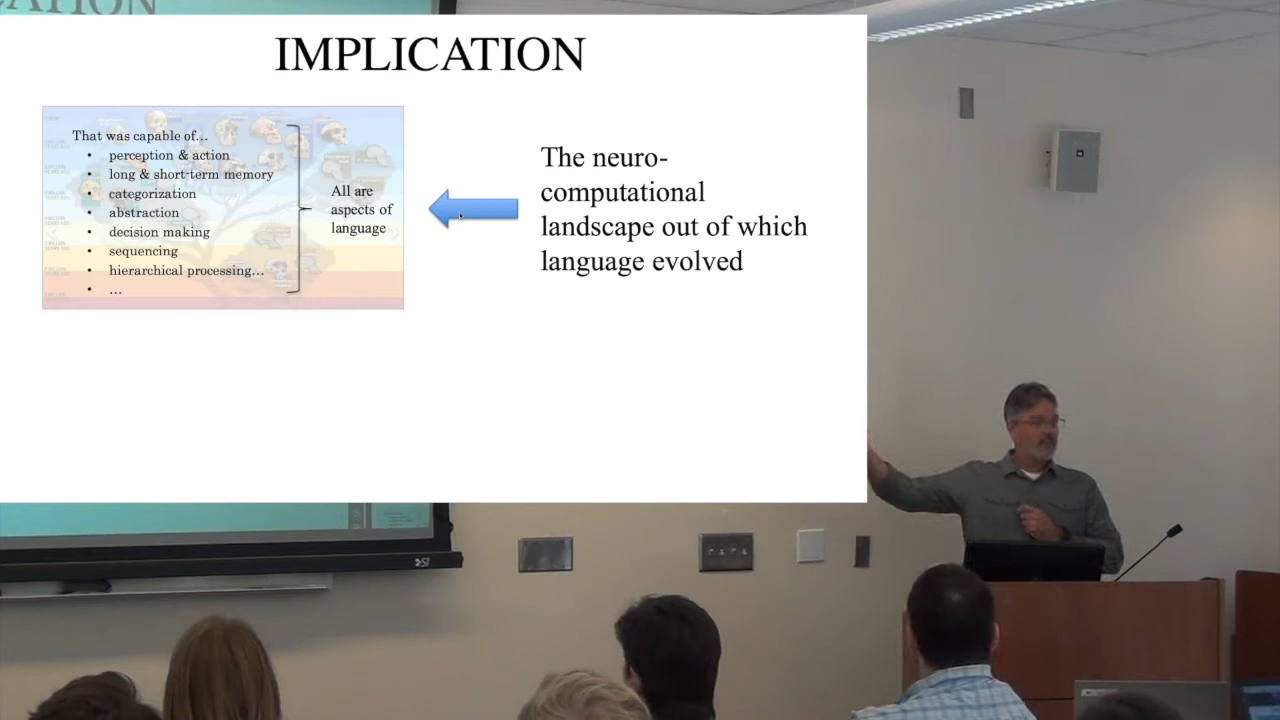 IMPLICATION
That was capable of…
• perception & action
• long & short-term memory
• categorization
• abstraction
• decision making
• sequencing
• hierarchical processing…
• …
All are
aspects of
language
The neuro-
computational
landscape out of which
language evolved